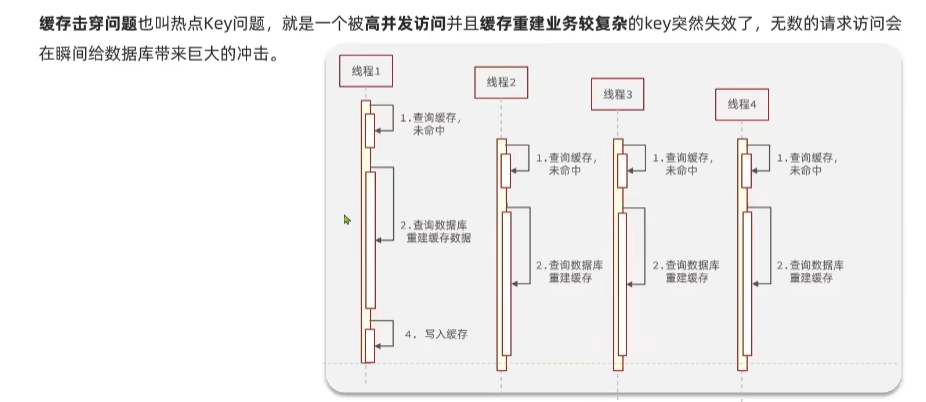 缓存击穿问题也叫热点Key问题，就是一个被高并发访问并且缓存重建业务较复杂的key突然失效了，无数的请求访问会
在瞬间给数据库带来巨大的冲击。
线程1
线程2
线程3
线程4
1.查询缓存，
未命中
1.查询缓存，
未命中
1.查询缓存，
未命中
1.查询缓存，
未命中
2.查询数据库
重建缓存数据
2.查询数据库
重建缓存
2.查询数据库
重建缓存
2.查询数据库
重建缓存
4. 写入缓存